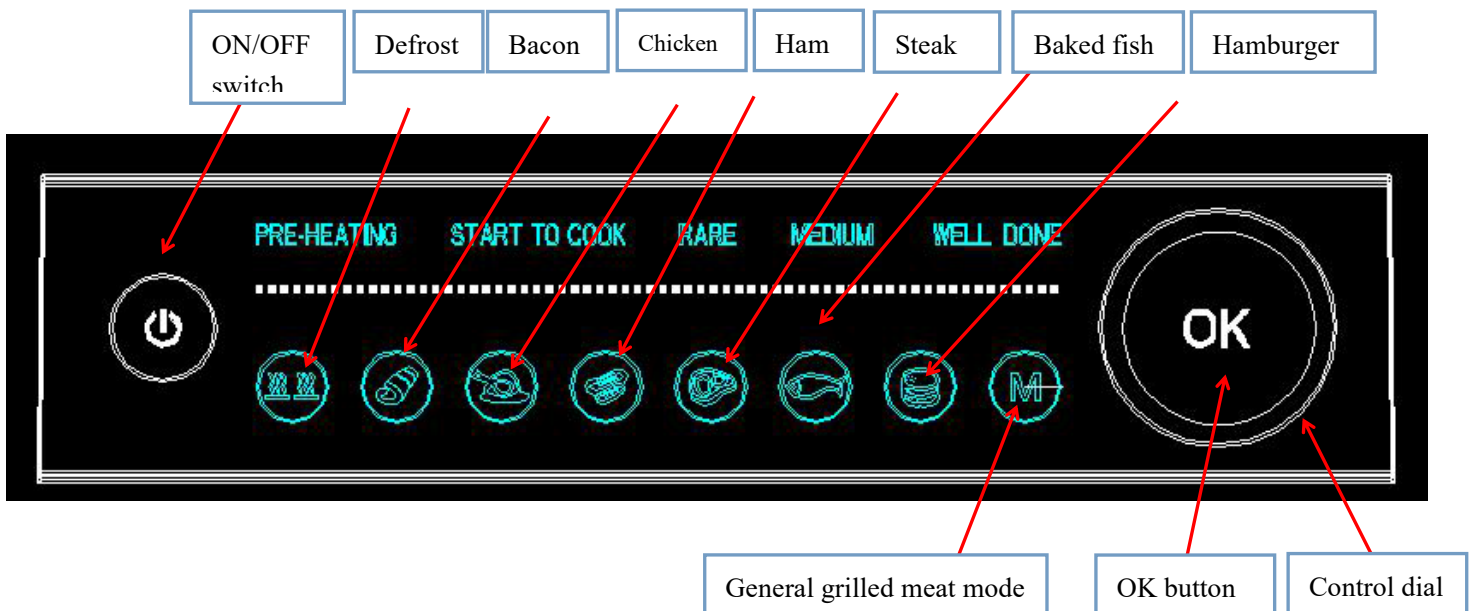 ON/OFF
switch
Defrost
Bacon
Chicken
Ham
Steak
Baked fish
Hamburger
PRE-HEATING
START TO COOK
RARE
MEDIUM
WELL DONE
OK
M
General grilled meat mode
OK button
Control dial